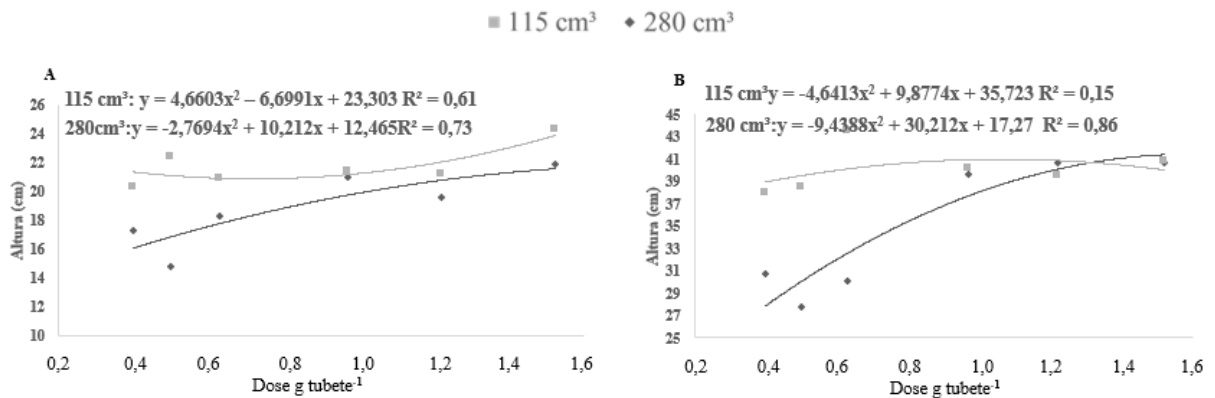 115 cm³ 280 cm³
A
115 cm³: y = 4,6603x² – 6,6991x + 23,303 R² = 0,61
280cm³:y = -2,7694x² + 10,212x + 12,465R² = 0,73
26
24
22
20
18
16
14
12
10
Altura (cm)
0,2 0,4 0,6 0,8 1,0 1,2 1,4 1,6
Dose g tubete⁻¹
B
115 cm³y = -4,6413x² + 9,8774x + 35,723 R² = 0,15
280 cm³:y = -9,4388x² + 30,212x + 17,27 R² = 0,86
45
43
41
39
37
35
33
31
29
27
25
Altura (cm)
0,2 0,4 0,6 0,8 1,0 1,2 1,4 1,6
Dose g tubete⁻¹